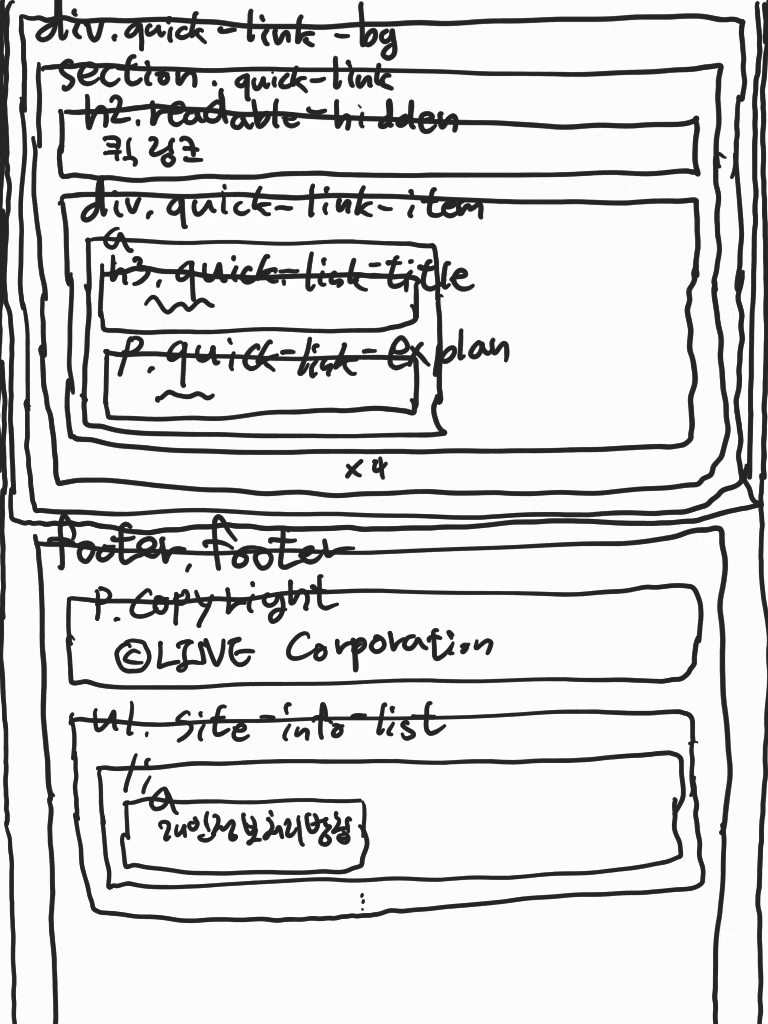 div.quick-link-bg
section.quick-link
h2.readable-hidden
퀵링크
div.quick-link-item
a
h3.quick-link-title
p.quick-link-explan
x4
footer.footer
p.copyright
©LINE Corporation
ul.site-info-list
li
a
개인정보처리방침
⋮